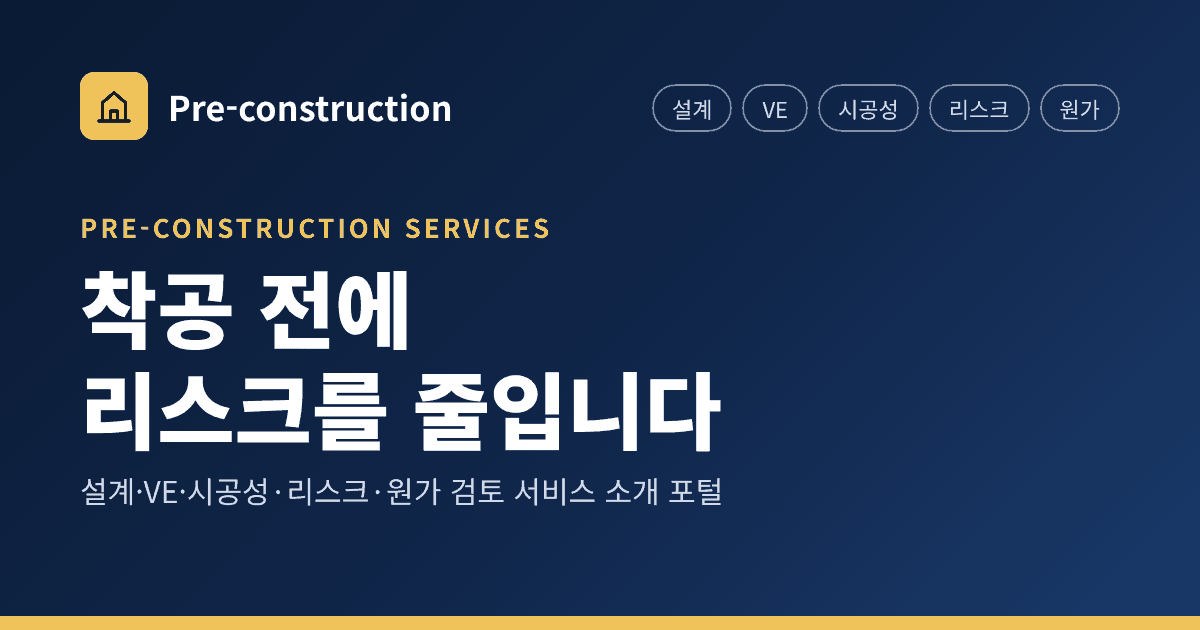 Pre-construction
설계 VE 시공성 리스크 원가
PRE-CONSTRUCTION SERVICES
착공 전에
리스크를 줄입니다
설계·VE·시공성·리스크·원가 검토 서비스 소개 포털